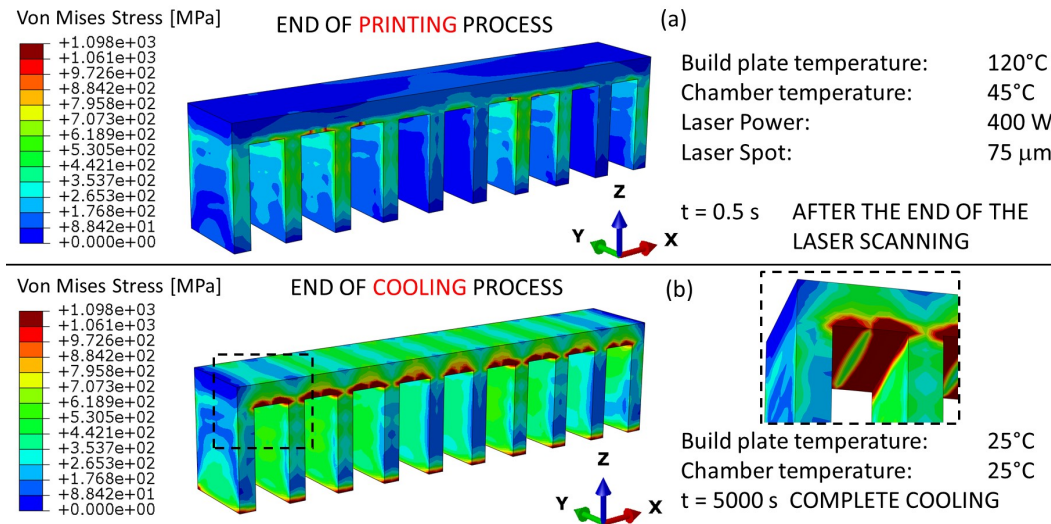 Von Mises Stress [MPa]
END OF PRINTING PROCESS
(a)
+1.098e+03
+1.061e+03
+9.726e+02
+8.842e+02
+7.958e+02
+7.073e+02
+6.189e+02
+5.305e+02
+4.421e+02
+3.537e+02
+2.653e+02
+1.768e+02
+8.842e+01
+0.000e+00
Z
Y
X
Build plate temperature: 120°C
Chamber temperature: 45°C
Laser Power: 400 W
Laser Spot: 75 μm
t = 0.5 s AFTER THE END OF THE
LASER SCANNING
Von Mises Stress [MPa]
END OF COOLING PROCESS
(b)
+1.098e+03
+1.061e+03
+9.726e+02
+8.842e+02
+7.958e+02
+7.073e+02
+6.189e+02
+5.305e+02
+4.421e+02
+3.537e+02
+2.653e+02
+1.768e+02
+8.842e+01
+0.000e+00
Z
Y
X
Build plate temperature: 25°C
Chamber temperature: 25°C
t = 5000 s COMPLETE COOLING